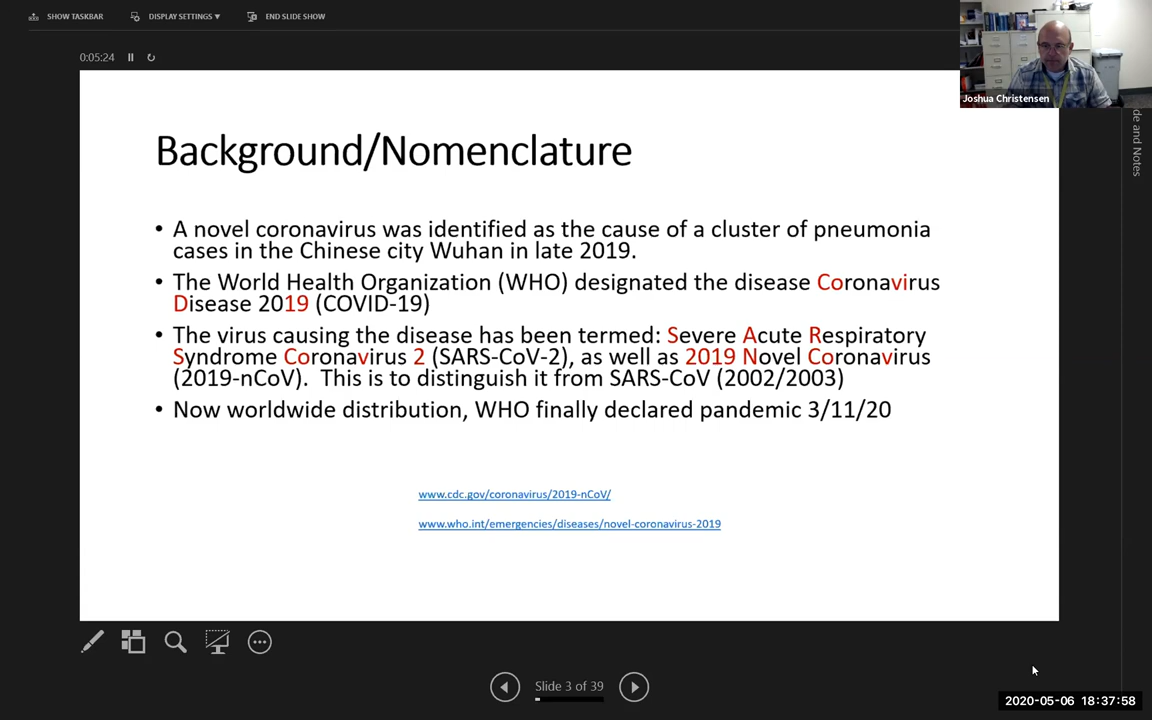 SHOW TASKBAR
DISPLAY SETTINGS ▾
END SLIDE SHOW
0:05:24
Joshua Christensen
de and Notes
Background/Nomenclature
• A novel coronavirus was identified as the cause of a cluster of pneumonia
cases in the Chinese city Wuhan in late 2019.
• The World Health Organization (WHO) designated the disease Coronavirus
Disease 2019 (COVID-19)
• The virus causing the disease has been termed: Severe Acute Respiratory
Syndrome Coronavirus 2 (SARS-CoV-2), as well as 2019 Novel Coronavirus
(2019-nCoV). This is to distinguish it from SARS-CoV (2002/2003)
• Now worldwide distribution, WHO finally declared pandemic 3/11/20
www.cdc.gov/coronavirus/2019-nCoV/
www.who.int/emergencies/diseases/novel-coronavirus-2019
Slide 3 of 39
2020-05-06 18:37:58